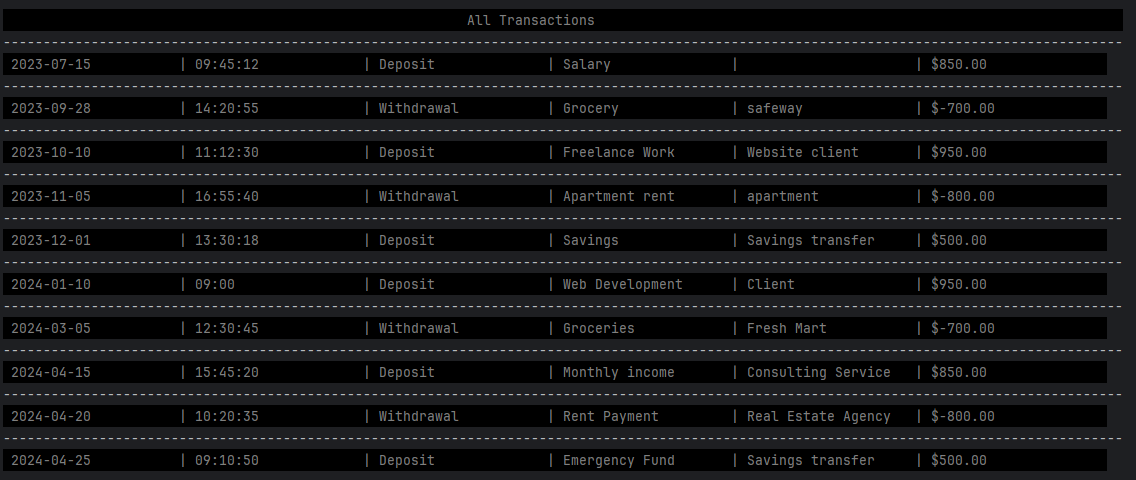 All Transactions
--------------------------------------------------------------------------------------------------------------------------------------------
2023-07-15 | 09:45:12 | Deposit | Salary | | $850.00
--------------------------------------------------------------------------------------------------------------------------------------------
2023-09-28 | 14:20:55 | Withdrawal | Grocery | safeway | $-700.00
--------------------------------------------------------------------------------------------------------------------------------------------
2023-10-10 | 11:12:30 | Deposit | Freelance Work | Website client | $950.00
--------------------------------------------------------------------------------------------------------------------------------------------
2023-11-05 | 16:55:40 | Withdrawal | Apartment rent | apartment | $-800.00
--------------------------------------------------------------------------------------------------------------------------------------------
2023-12-01 | 13:30:18 | Deposit | Savings | Savings transfer | $500.00
--------------------------------------------------------------------------------------------------------------------------------------------
2024-01-10 | 09:00 | Deposit | Web Development | Client | $950.00
--------------------------------------------------------------------------------------------------------------------------------------------
2024-03-05 | 12:30:45 | Withdrawal | Groceries | Fresh Mart | $-700.00
--------------------------------------------------------------------------------------------------------------------------------------------
2024-04-15 | 15:45:20 | Deposit | Monthly income | Consulting Service | $850.00
--------------------------------------------------------------------------------------------------------------------------------------------
2024-04-20 | 10:20:35 | Withdrawal | Rent Payment | Real Estate Agency | $-800.00
--------------------------------------------------------------------------------------------------------------------------------------------
2024-04-25 | 09:10:50 | Deposit | Emergency Fund | Savings transfer | $500.00